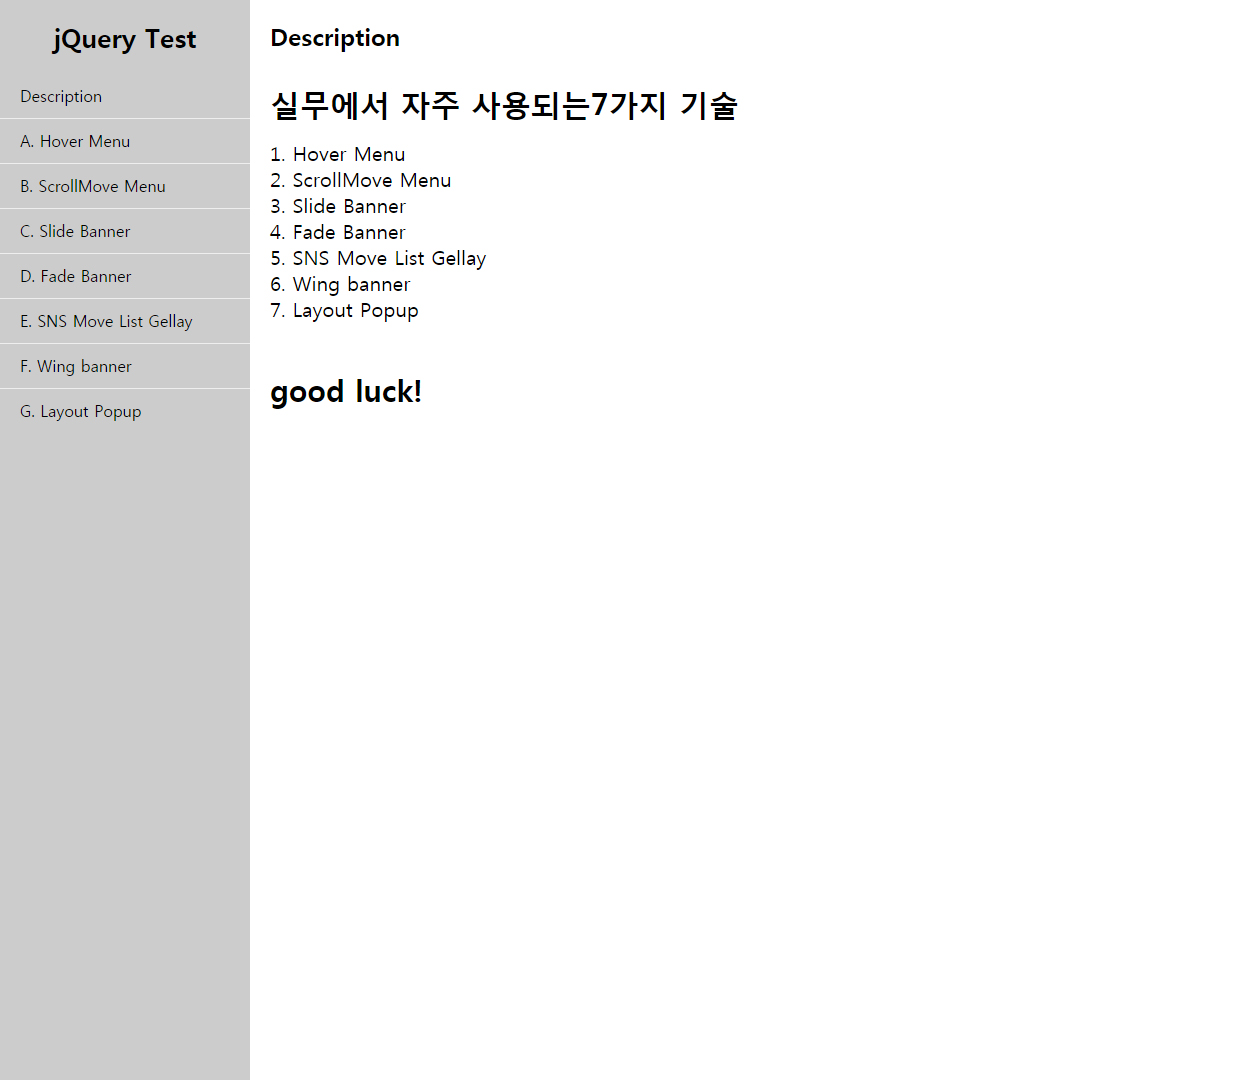 jQuery Test
Description
A. Hover Menu
B. ScrollMove Menu
C. Slide Banner
D. Fade Banner
E. SNS Move List Gellay
F. Wing banner
G. Layout Popup
Description
실무에서 자주 사용되는7가지 기술
1. Hover Menu
2. ScrollMove Menu
3. Slide Banner
4. Fade Banner
5. SNS Move List Gellay
6. Wing banner
7. Layout Popup
good luck!